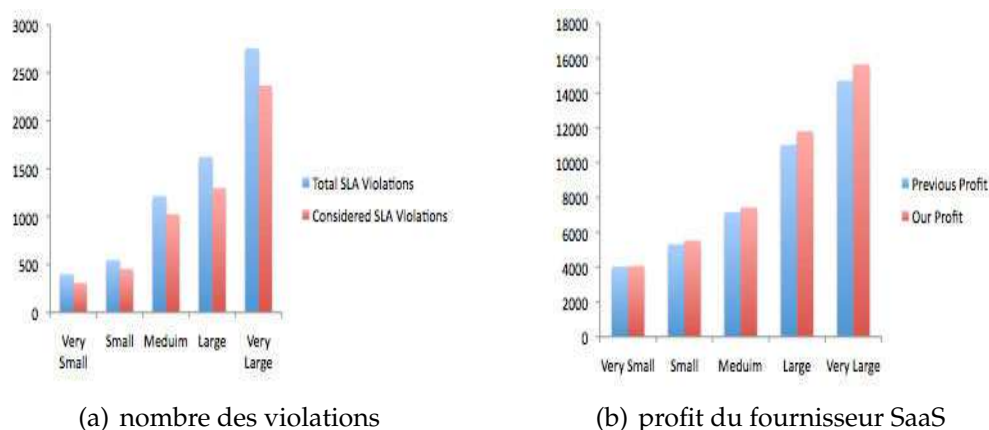 3000
2500
2000
1500
1000
500
0
Very Small
Small
Meduim
Large
Very Large
Total SLA Violations
Considered SLA Violations
(a) nombre des violations
18000
16000
14000
12000
10000
8000
6000
4000
2000
0
Very Small
Small
Meduim
Large
Very Large
Previous Profit
Our Profit
(b) profit du fournisseur SaaS